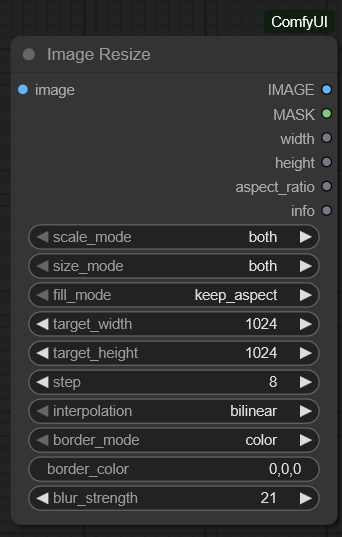 ComfyUI
Image Resize
image IMAGE
MASK
width
height
aspect_ratio
info
scale_mode both
size_mode both
fill_mode keep_aspect
target_width 1024
target_height 1024
step 8
interpolation bilinear
border_mode color
border_color 0,0,0
blur_strength 21